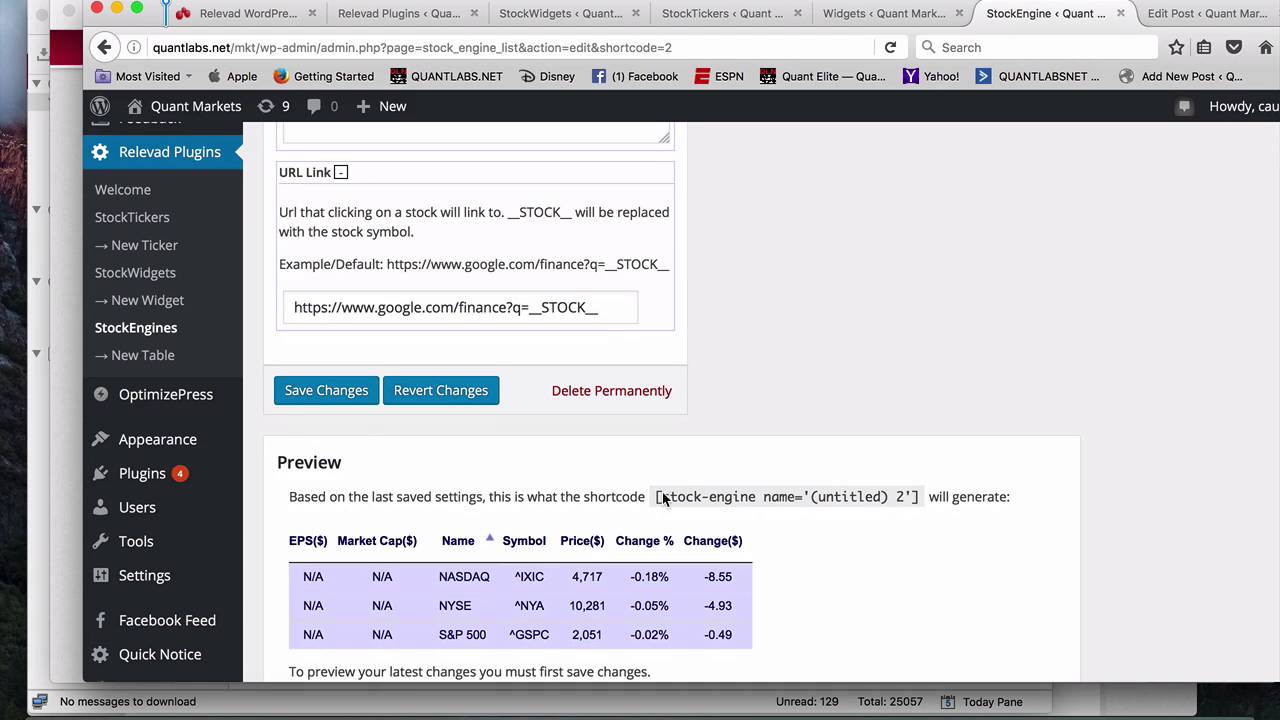 Relevad WordPre...
Relevad Plugins ‹ Qua...
StockWidgets ‹ Quant...
StockTickers ‹ Quant ...
Widgets ‹ Quant Mark...
StockEngine ‹ Quant ...
Edit Post ‹ Quant Mar...
quantlabs.net/mkt/wp-admin/admin.php?page=stock_engine_list&action=edit&shortcode=2
Search
Most Visited
Apple
Getting Started
QUANTLABS.NET
Disney
(1) Facebook
ESPN
Quant Elite — Qua...
Yahoo!
QUANTLABSNET ...
Add New Post ‹ Q...
Quant Markets
9
0
New
Howdy, cau
Feedback
Relevad Plugins
Welcome
StockTickers
→ New Ticker
StockWidgets
→ New Widget
StockEngines
→ New Table
OptimizePress
Appearance
Plugins 4
Users
Tools
Settings
Facebook Feed
Quick Notice
URL Link -
Url that clicking on a stock will link to. __STOCK__ will be replaced
with the stock symbol.
Example/Default: https://www.google.com/finance?q=__STOCK__
https://www.google.com/finance?q=__STOCK__
Save Changes
Revert Changes
Delete Permanently
Preview
Based on the last saved settings, this is what the shortcode [stock-engine name='(untitled) 2'] will generate:
EPS($) Market Cap($) Name Symbol Price($) Change % Change($)
N/A N/A NASDAQ ^IXIC 4,717 -0.18% -8.55
N/A N/A NYSE ^NYA 10,281 -0.05% -4.93
N/A N/A S&P 500 ^GSPC 2,051 -0.02% -0.49
To preview your latest changes you must first save changes.
No messages to download
Unread: 129
Total: 25057
5
Today Pane